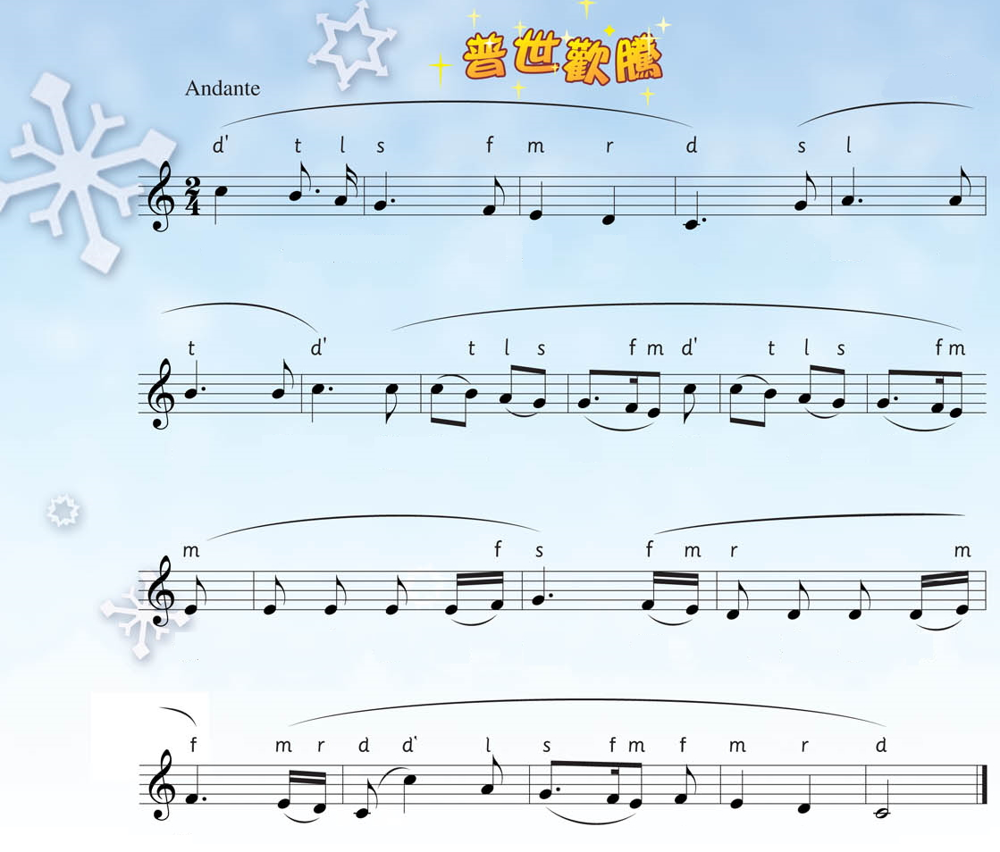 普世歡騰
Andante
d' t l s f m r d s l
2
4
t d' t l s f m d' t l s f m
m f s f m r m
f m r d d' l s f m f m r d